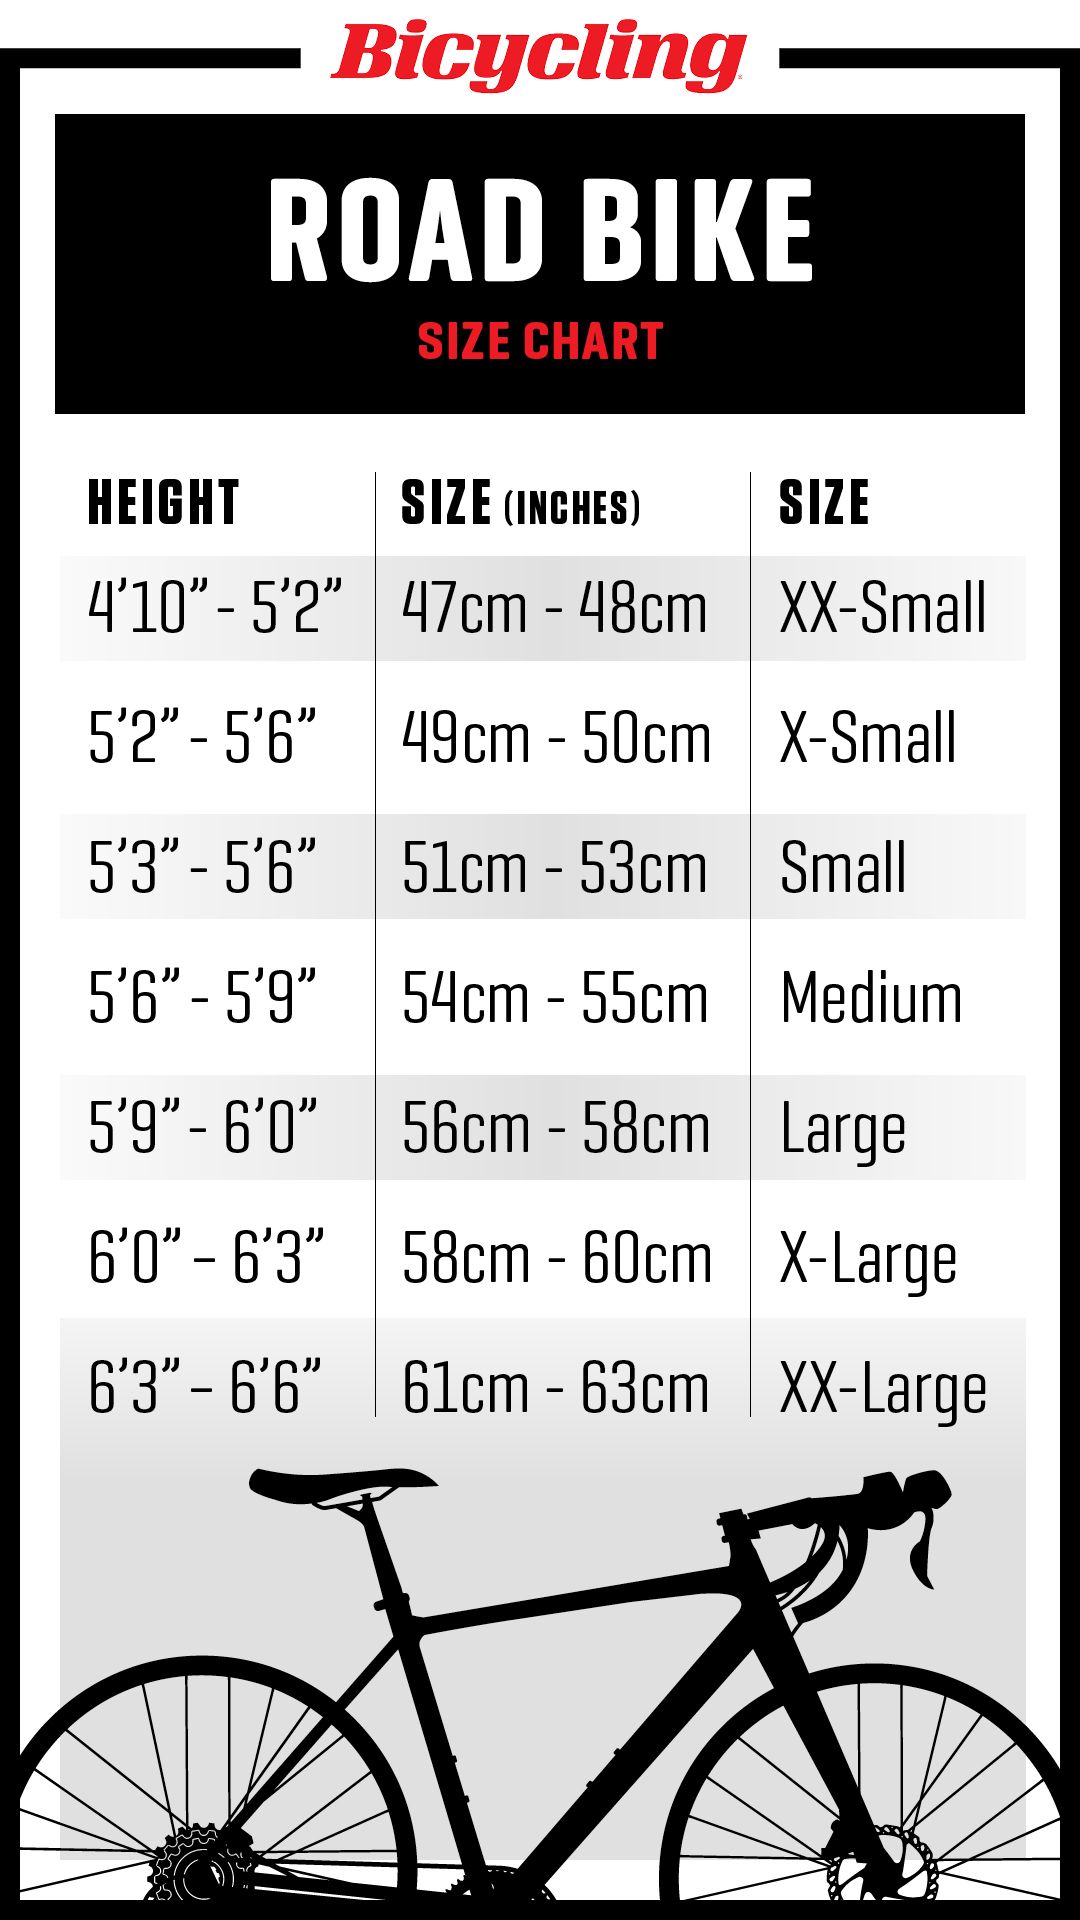 Bicycling
ROAD BIKE
SIZE CHART
HEIGHT SIZE (INCHES) SIZE
4’10” - 5’2” 47cm - 48cm XX-Small
5’2” - 5’6” 49cm - 50cm X-Small
5’3” - 5’6” 51cm - 53cm Small
5’6” - 5’9” 54cm - 55cm Medium
5’9” - 6’0” 56cm - 58cm Large
6’0” – 6’3” 58cm - 60cm X-Large
6’3” – 6’6” 61cm - 63cm XX-Large